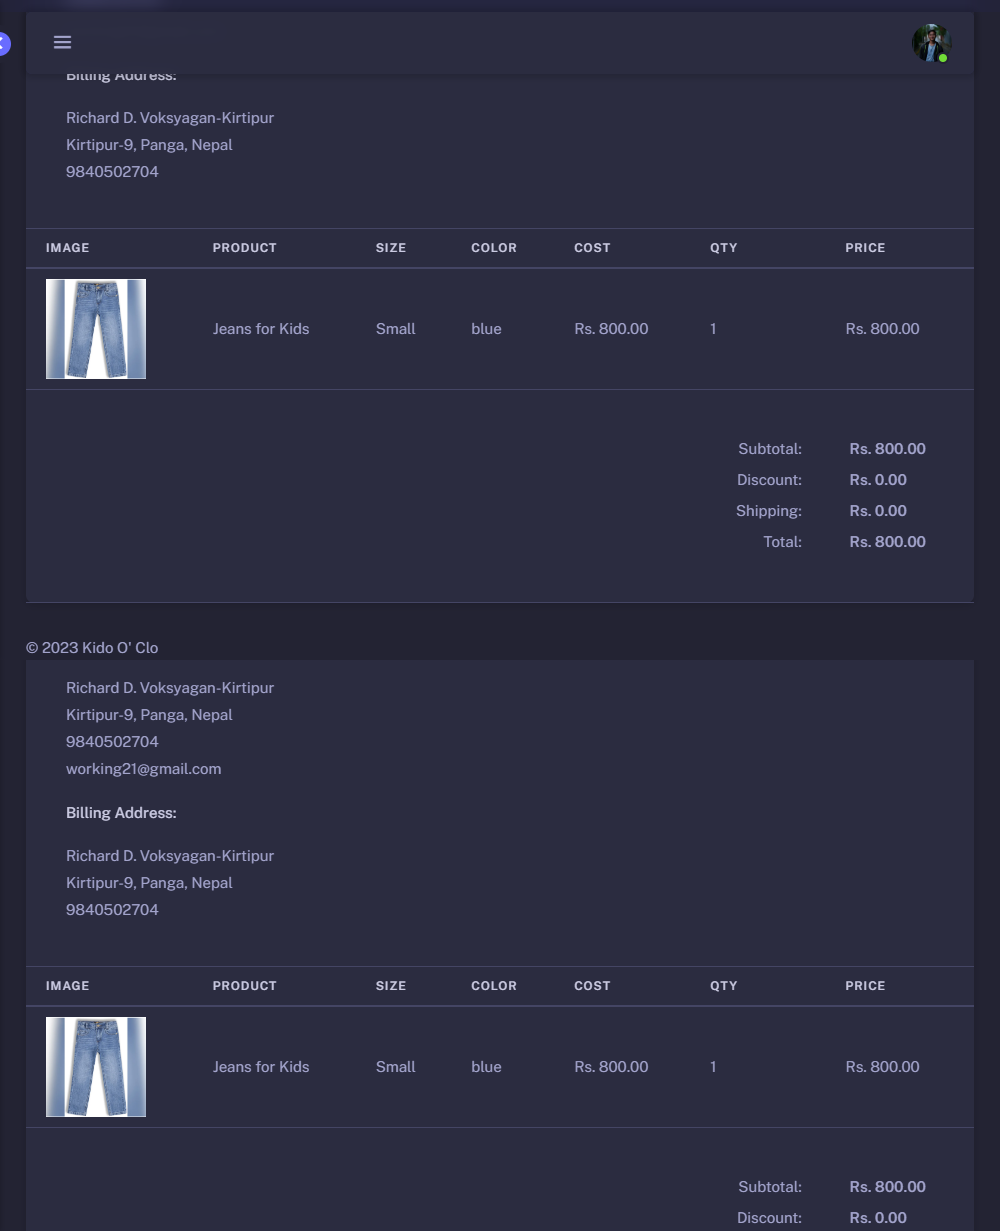 Billing Address:
Richard D. Voksyagan-Kirtipur
Kirtipur-9, Panga, Nepal
9840502704
IMAGE PRODUCT SIZE COLOR COST QTY PRICE
Jeans for Kids Small blue Rs. 800.00 1 Rs. 800.00
Subtotal: Rs. 800.00
Discount: Rs. 0.00
Shipping: Rs. 0.00
Total: Rs. 800.00
© 2023 Kido O' Clo
Richard D. Voksyagan-Kirtipur
Kirtipur-9, Panga, Nepal
9840502704
working21@gmail.com
Billing Address:
Richard D. Voksyagan-Kirtipur
Kirtipur-9, Panga, Nepal
9840502704
IMAGE PRODUCT SIZE COLOR COST QTY PRICE
Jeans for Kids Small blue Rs. 800.00 1 Rs. 800.00
Subtotal: Rs. 800.00
Discount: Rs. 0.00